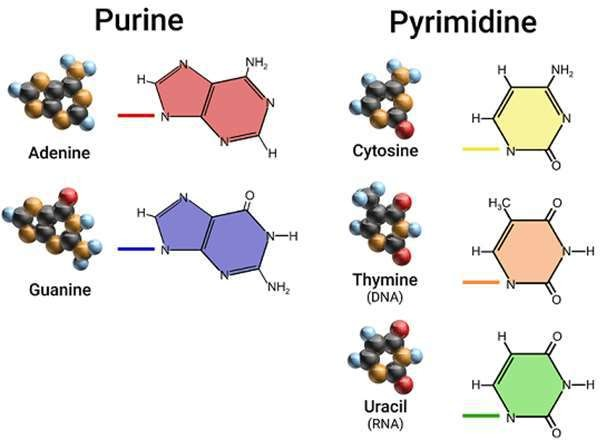 Purine
Pyrimidine
H
N
NH₂
N
N
N
H
Adenine
H
NH₂
H
N
N
O
Cytosine
H
N
O
N–H
N
N
NH₂
Guanine
H₃C
O
H
N–H
N
O
Thymine
(DNA)
H
O
H
N–H
N
O
Uracil
(RNA)